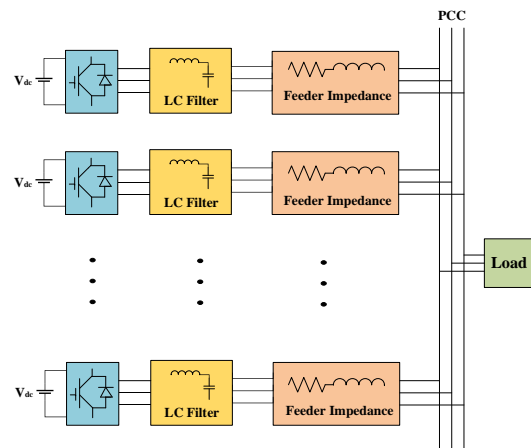 PCC
Vdc
LC Filter
Feeder Impedance
Vdc
LC Filter
Feeder Impedance
Load
Vdc
LC Filter
Feeder Impedance